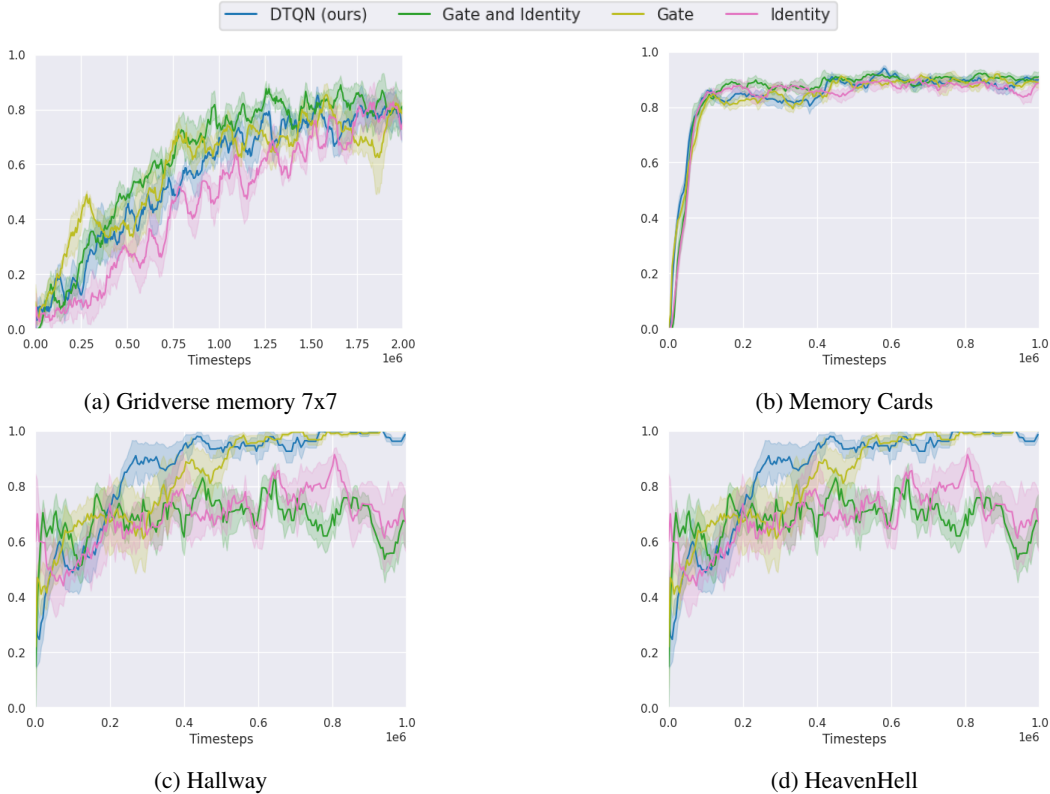 DTQN (ours) Gate and Identity Gate Identity
1.0 1.0
0.8 0.8
0.6 0.6
0.4 0.4
0.2 0.2
0.0 0.0
0.00 0.25 0.50 0.75 1.00 1.25 1.50 1.75 2.00 0.0 0.2 0.4 0.6 0.8 1.0
Timesteps 1e6 Timesteps 1e6
(a) Gridverse memory 7x7 (b) Memory Cards
1.0 1.0
0.8 0.8
0.6 0.6
0.4 0.4
0.2 0.2
0.0 0.0
0.0 0.2 0.4 0.6 0.8 1.0 0.0 0.2 0.4 0.6 0.8 1.0
Timesteps 1e6 Timesteps 1e6
(c) Hallway (d) HeavenHell